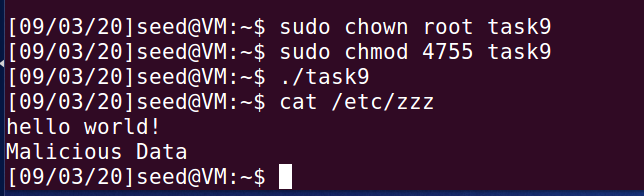 [09/03/20]seed@VM:~$ sudo chown root task9
[09/03/20]seed@VM:~$ sudo chmod 4755 task9
[09/03/20]seed@VM:~$ ./task9
[09/03/20]seed@VM:~$ cat /etc/zzz
hello world!
Malicious Data
[09/03/20]seed@VM:~$